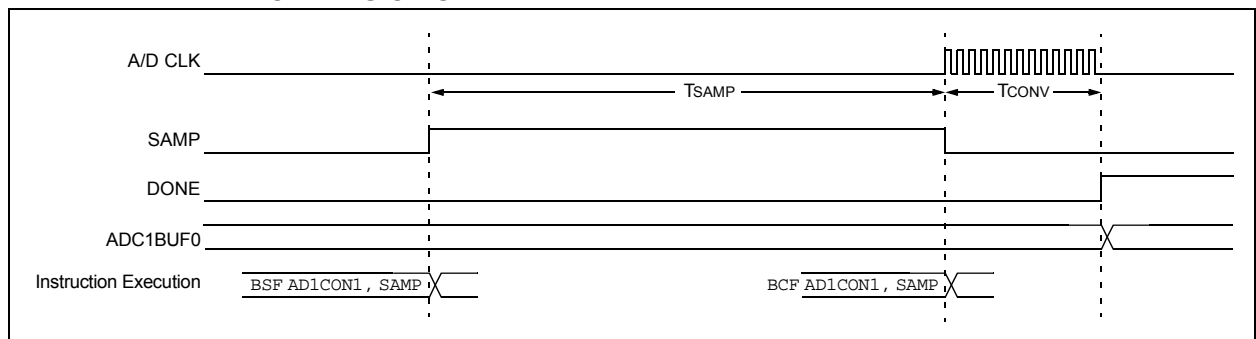 A/D CLK
TSAMP
TCONV
SAMP
DONE
ADC1BUF0
Instruction Execution
BSF AD1CON1, SAMP
BCF AD1CON1, SAMP